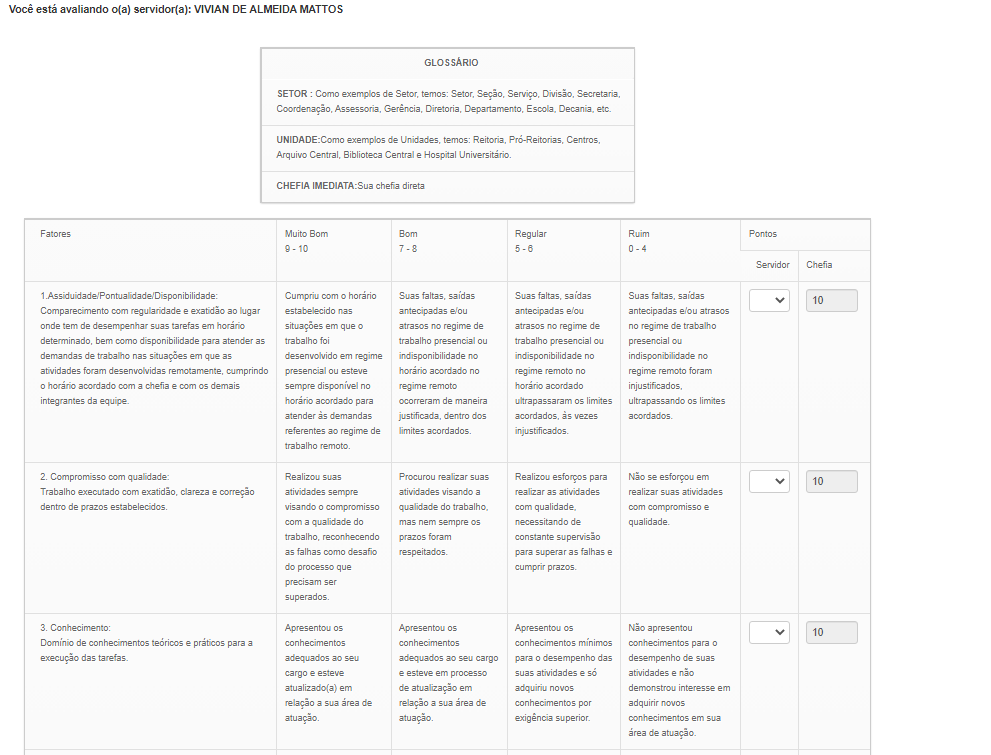 Você está avaliando o(a) servidor(a): VIVIAN DE ALMEIDA MATTOS
GLOSSÁRIO
SETOR : Como exemplos de Setor, temos: Setor, Seção, Serviço, Divisão, Secretaria,
Coordenação, Assessoria, Gerência, Diretoria, Departamento, Escola, Decania, etc.
UNIDADE:Como exemplos de Unidades, temos: Reitoria, Pró-Reitorias, Centros,
Arquivo Central, Biblioteca Central e Hospital Universitário.
CHEFIA IMEDIATA:Sua chefia direta
Fatores
Muito Bom
9 - 10
Bom
7 - 8
Regular
5 - 6
Ruim
0 - 4
Pontos
Servidor
Chefia
1.Assiduidade/Pontualidade/Disponibilidade:
Comparecimento com regularidade e exatidão ao lugar
onde tem de desempenhar suas tarefas em horário
determinado, bem como disponibilidade para atender as
demandas de trabalho nas situações em que as
atividades foram desenvolvidas remotamente, cumprindo
o horário acordado com a chefia e com os demais
integrantes da equipe.
Cumpriu com o horário
estabelecido nas
situações em que o
trabalho foi
desenvolvido em regime
presencial ou esteve
sempre disponível no
horário acordado para
atender às demandas
referentes ao regime de
trabalho remoto.
Suas faltas, saídas
antecipadas e/ou
atrasos no regime de
trabalho presencial ou
indisponibilidade no
horário acordado no
regime remoto
ocorreram de maneira
justificada, dentro dos
limites acordados.
Suas faltas, saídas
antecipadas e/ou
atrasos no regime de
trabalho presencial ou
indisponibilidade no
regime remoto no
horário acordado
ultrapassaram os limites
acordados, ás vezes
injustificados.
Suas faltas, saídas
antecipadas e/ou atrasos
no regime de trabalho
presencial ou
indisponibilidade no
regime remoto foram
injustificados,
ultrapassando os limites
acordados.
10
2. Compromisso com qualidade:
Trabalho executado com exatidão, clareza e correção
dentro de prazos estabelecidos.
Realizou suas
atividades sempre
visando o compromisso
com a qualidade do
trabalho, reconhecendo
as falhas como desafio
do processo que
precisam ser
superados.
Procurou realizar suas
atividades visando a
qualidade do trabalho,
mas nem sempre os
prazos foram
respeitados.
Realizou esforços para
realizar as atividades
com qualidade,
necessitando de
constante supervisão
para superar as falhas e
cumprir prazos.
Não se esforçou em
realizar suas atividades
com compromisso e
qualidade.
10
3. Conhecimento:
Domínio de conhecimentos teóricos e práticos para a
execução das tarefas.
Apresentou os
conhecimentos
adequados ao seu
cargo e esteve
atualizado(a) em
relação a sua área de
atuação.
Apresentou os
conhecimentos
adequados ao seu cargo
e esteve em processo
de atualização em
relação a sua área de
atuação.
Apresentou os
conhecimentos mínimos
para o desempenho das
suas atividades e só
adquiriu novos
conhecimentos por
exigência superior.
Não apresentou
conhecimentos para o
desempenho de suas
atividades e não
demonstrou interesse em
adquirir novos
conhecimentos em sua
área de atuação.
10